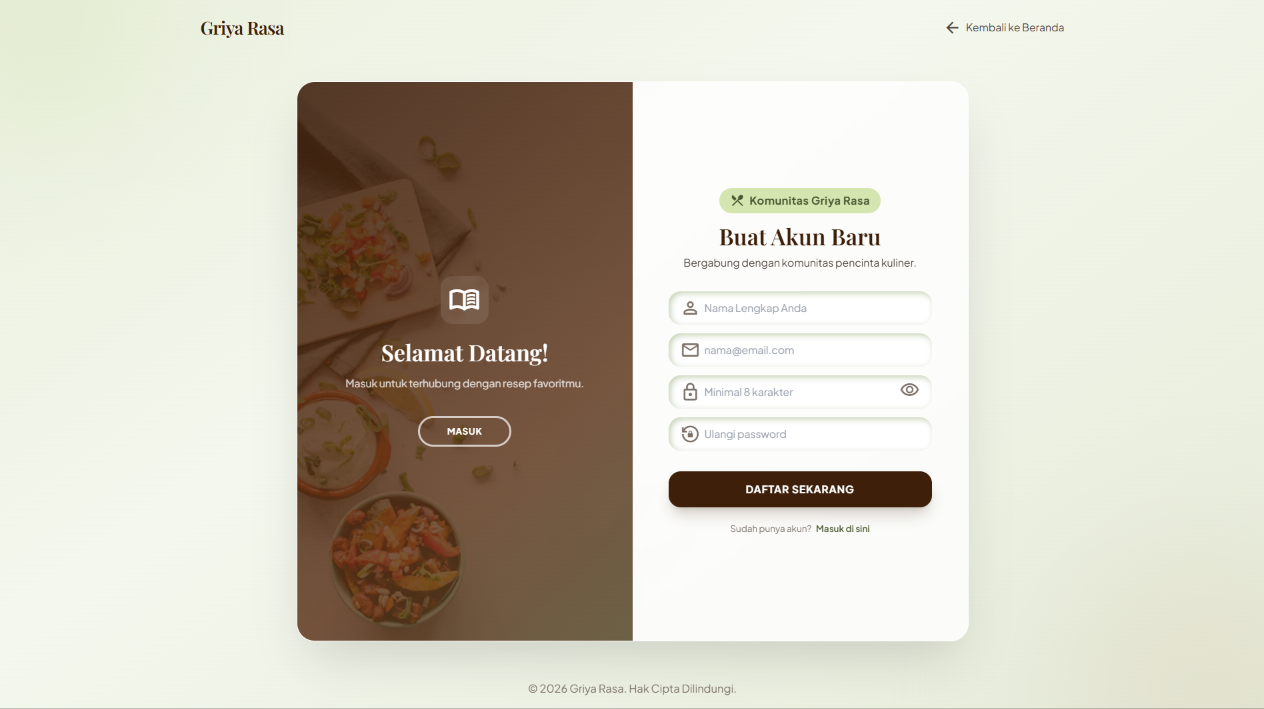 Griya Rasa
Kembali ke Beranda
Selamat Datang!
Masuk untuk terhubung dengan resep favoritmu.
MASUK
Komunitas Griya Rasa
Buat Akun Baru
Bergabung dengan komunitas pencinta kuliner.
Nama Lengkap Anda
nama@email.com
Minimal 8 karakter
Ulangi password
DAFTAR SEKARANG
Sudah punya akun? Masuk di sini
© 2026 Griya Rasa. Hak Cipta Dilindungi.